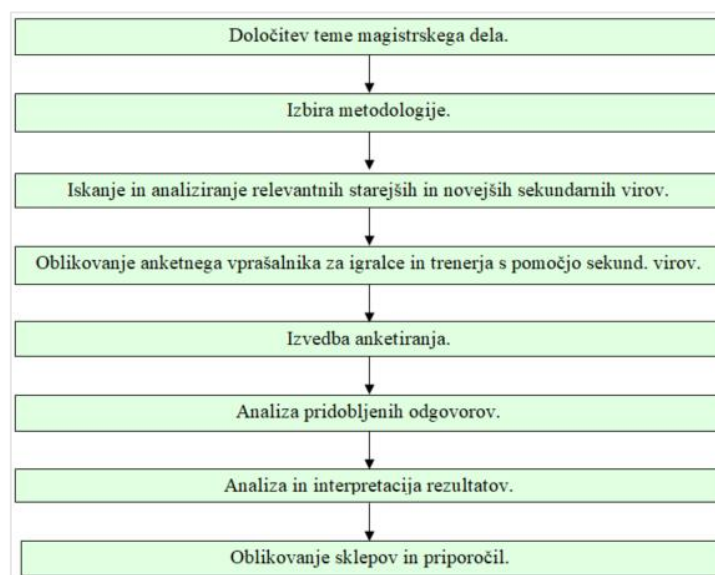 Določitev teme magistrskega dela.
Izbira metodologije.
Iskanje in analiziranje relevantnih starejših in novejših sekundarnih virov.
Oblikovanje anketnega vprašalnika za igralce in trenerja s pomočjo sekund. virov.
Izvedba anketiranja.
Analiza pridobljenih odgovorov.
Analiza in interpretacija rezultatov.
Oblikovanje sklepov in priporočil.